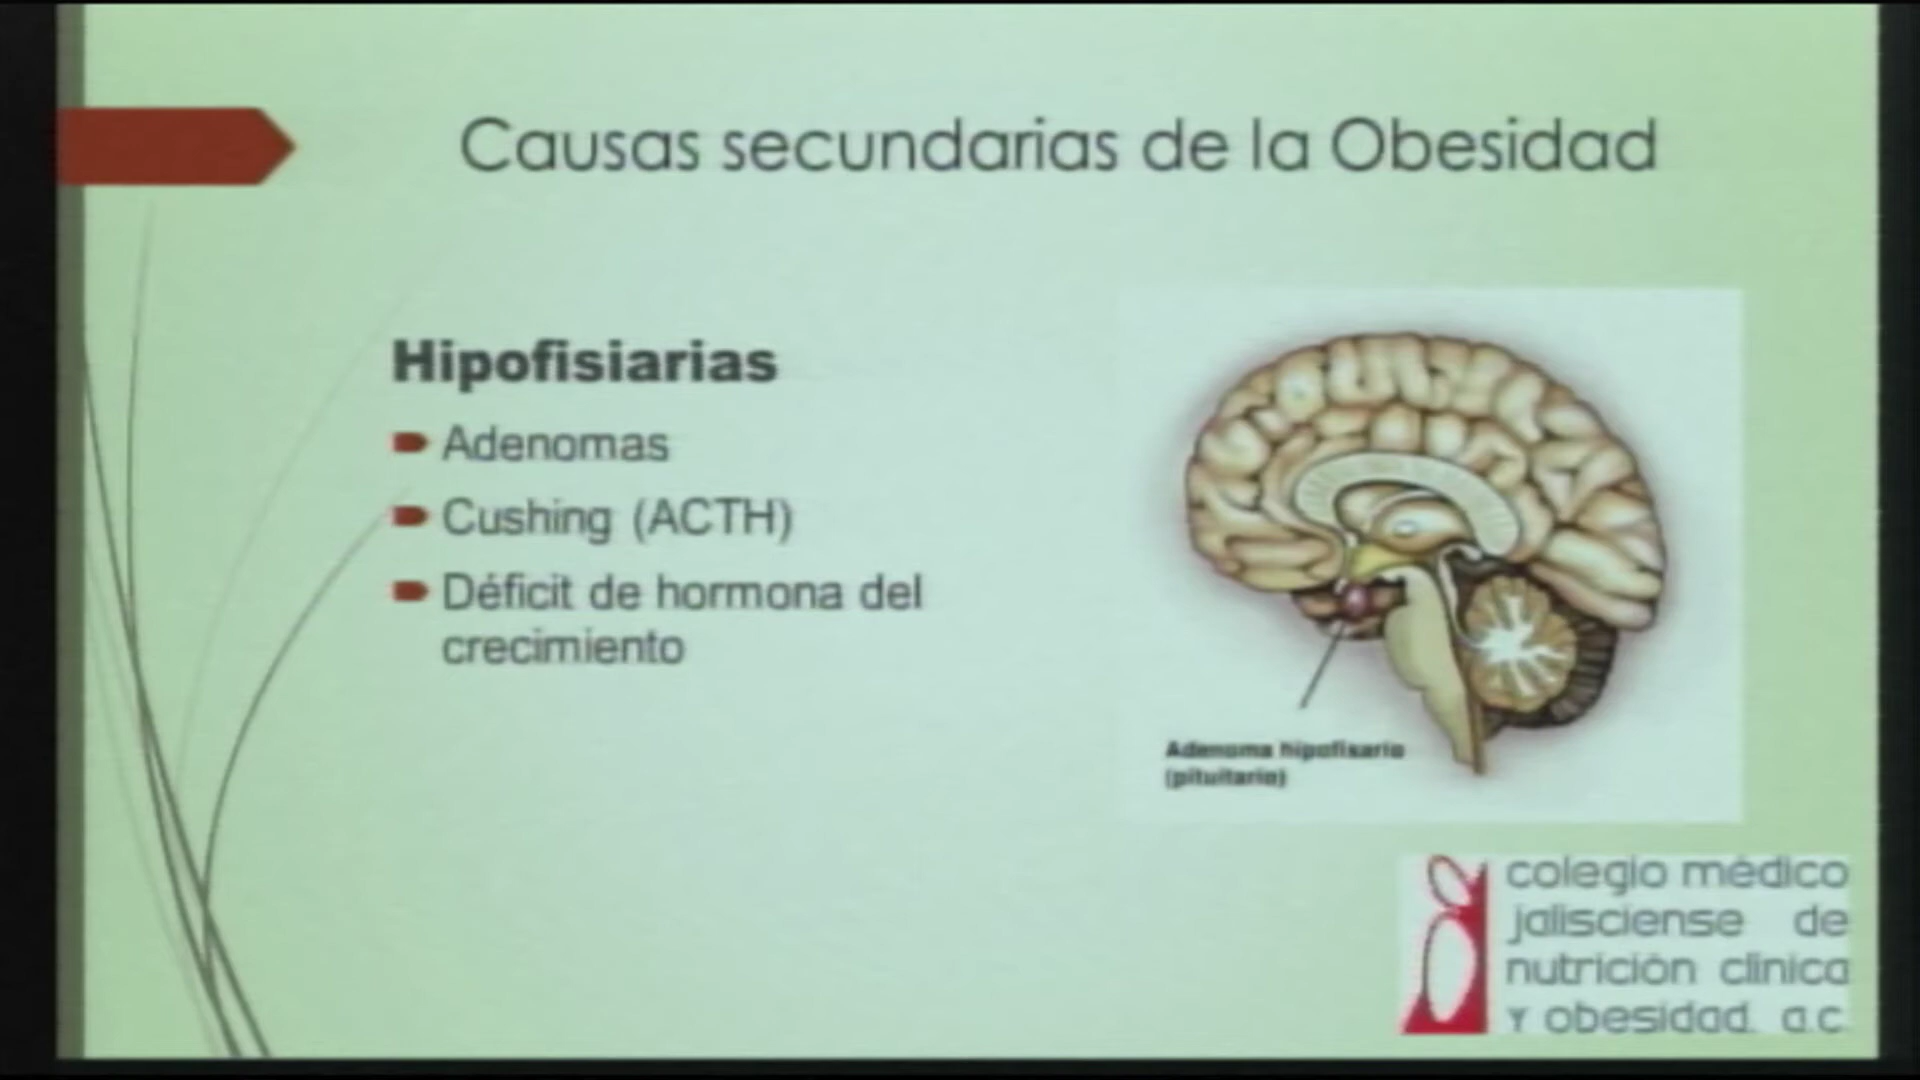 Causas secundarias de la Obesidad
Hipofisiarias
Adenomas
Cushing (ACTH)
Déficit de hormona del
crecimiento
Adenoma hipofisario
(pituitario)
colegio médico
jalisciense de
nutrición clínica
y obesidad. a.c.